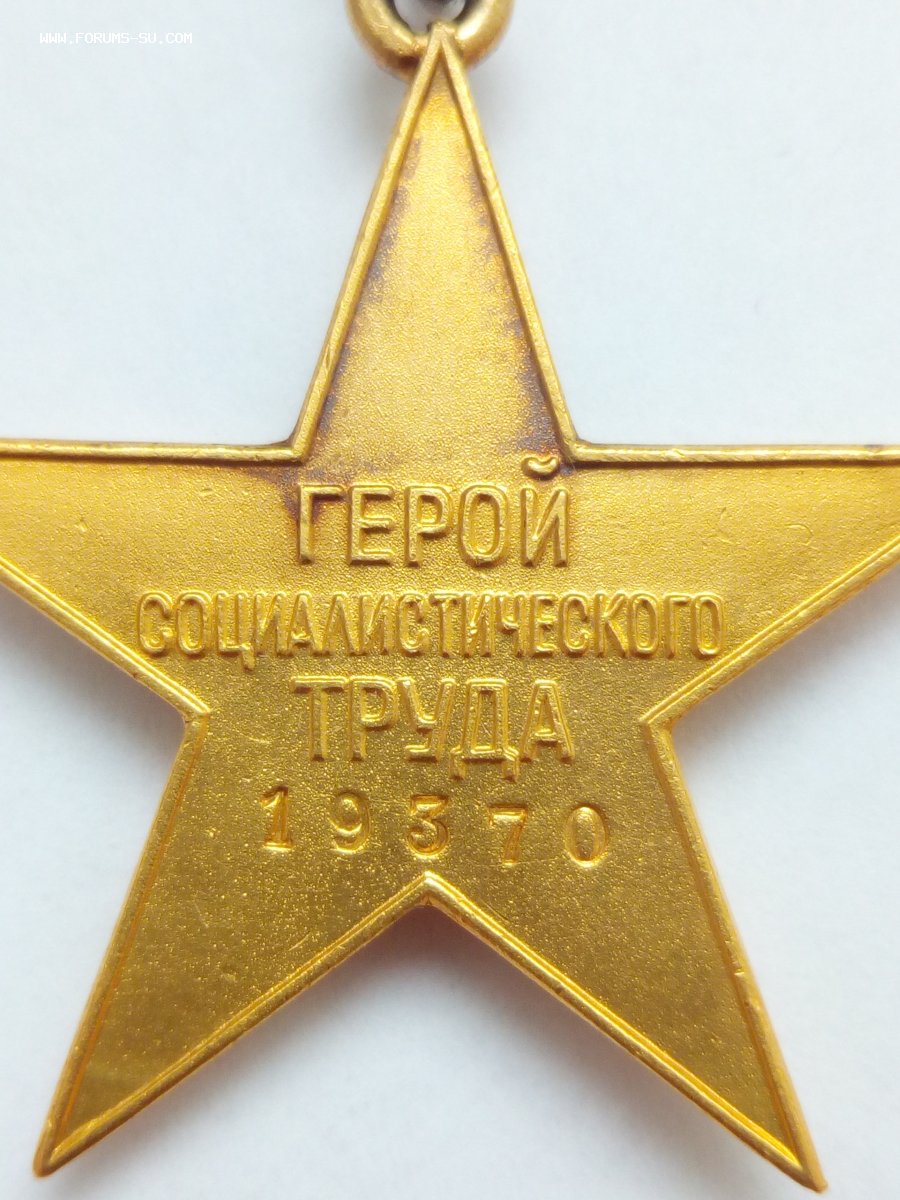 WWW.FORUMS-SU.COM
ГЕРОЙ
СОЦИАЛИСТИЧЕСКОГО
ТРУДА
19370